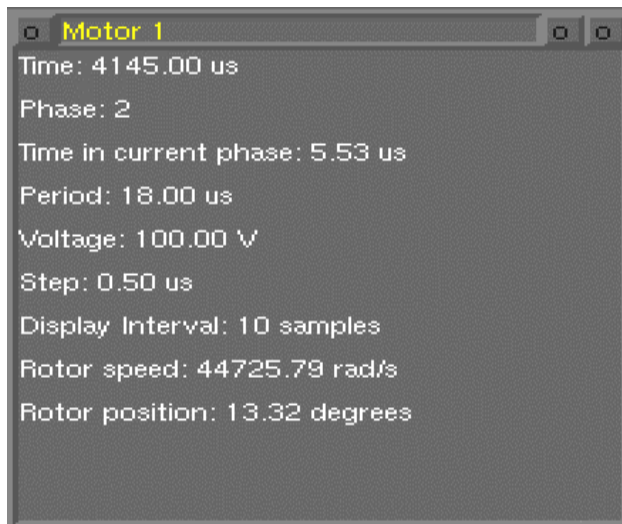 Motor 1
Time: 4145.00 us
Phase: 2
Time in current phase: 5.53 us
Period: 18.00 us
Voltage: 100.00 V
Step: 0.50 us
Display Interval: 10 samples
Rotor speed: 44725.79 rad/s
Rotor position: 13.32 degrees